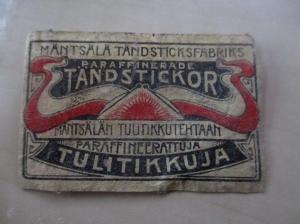 MÄNTSÄLÄ TÄNDSTICKSFABRIKS
PARAFFINERADE
TÄNDSTICKOR
MÄNTSÄLÄN TULITIKKUTEHTAAN
PARAFFINEERATTUJA
TULITIKKUJA